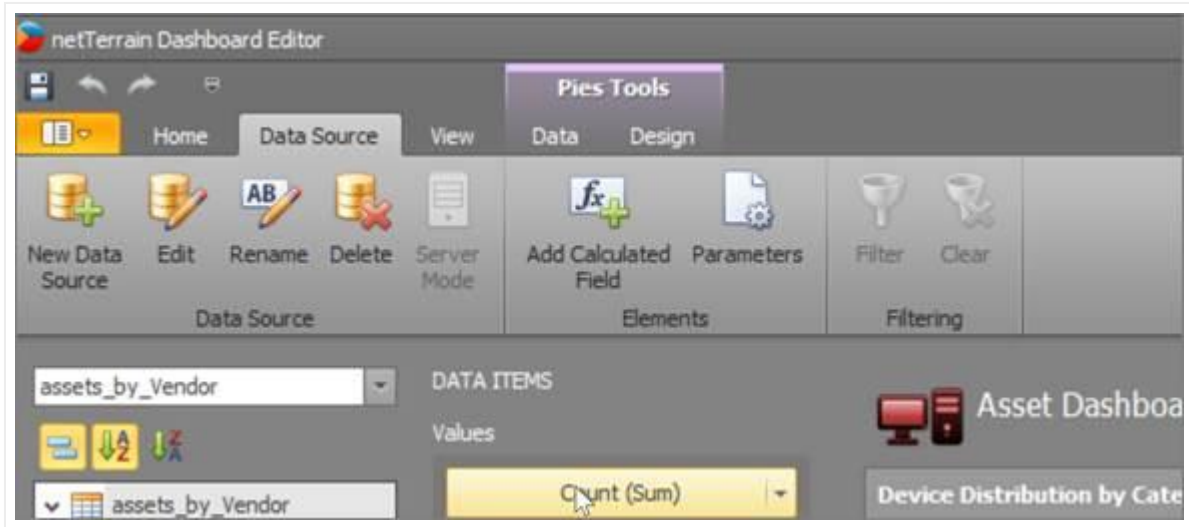 netTerrain Dashboard Editor
Pies Tools
Home Data Source View Data Design
AB
fx
New Data Source
Edit
Rename
Delete
Server Mode
Add Calculated Field
Parameters
Filter
Clear
Data Source
Elements
Filtering
assets_by_Vendor
DATA ITEMS
Asset Dashboa
Values
A
Z
Z
A
Count (Sum)
assets_by_Vendor
Device Distribution by Cate